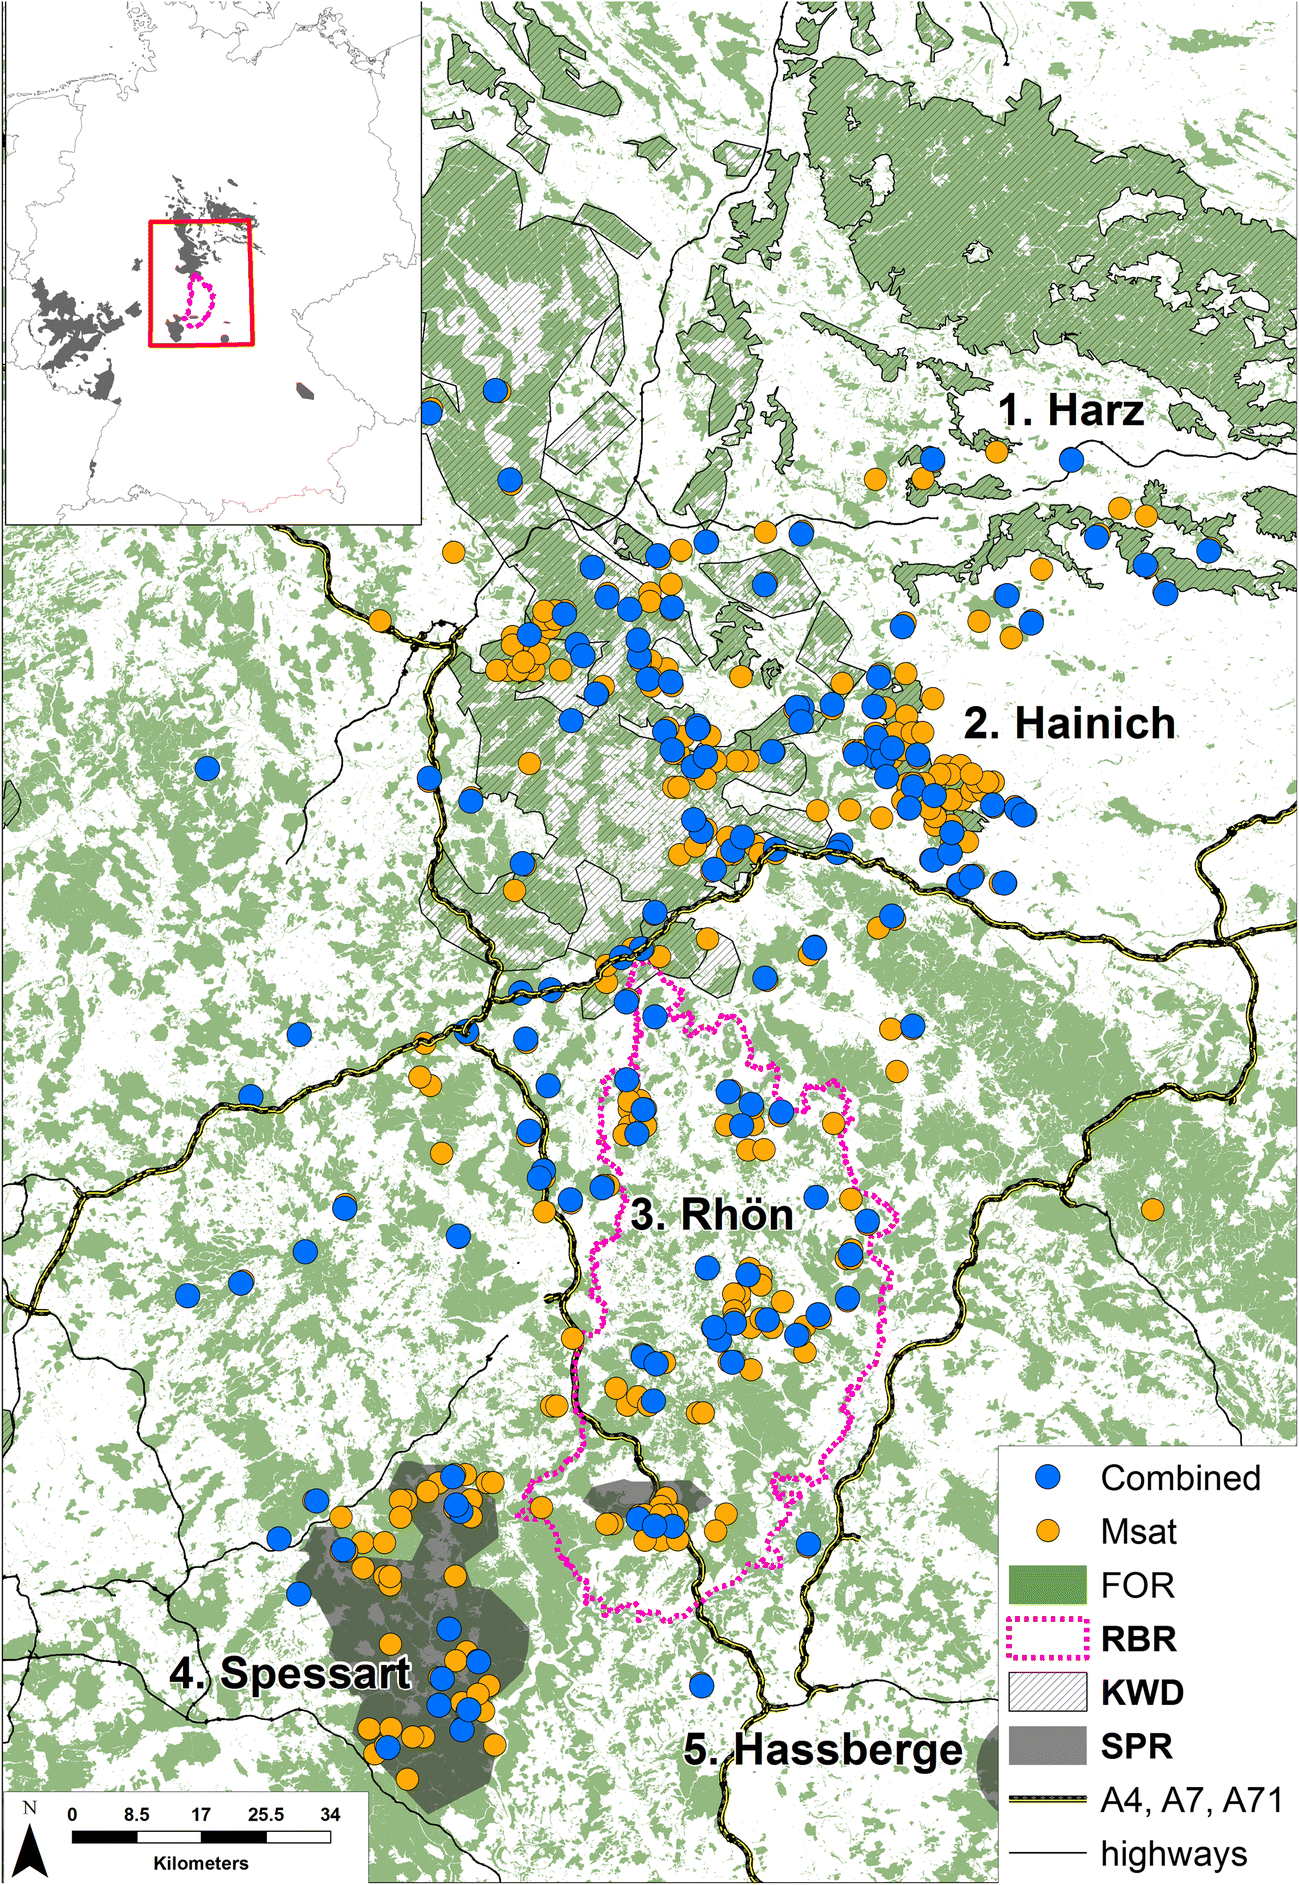 1. Harz
2. Hainich
3. Rhön
4. Spessart
5. Hassberge
Combined
Msat
FOR
RBR
KWD
SPR
A4, A7, A71
highways
N
0 8.5 17 25.5 34
Kilometers